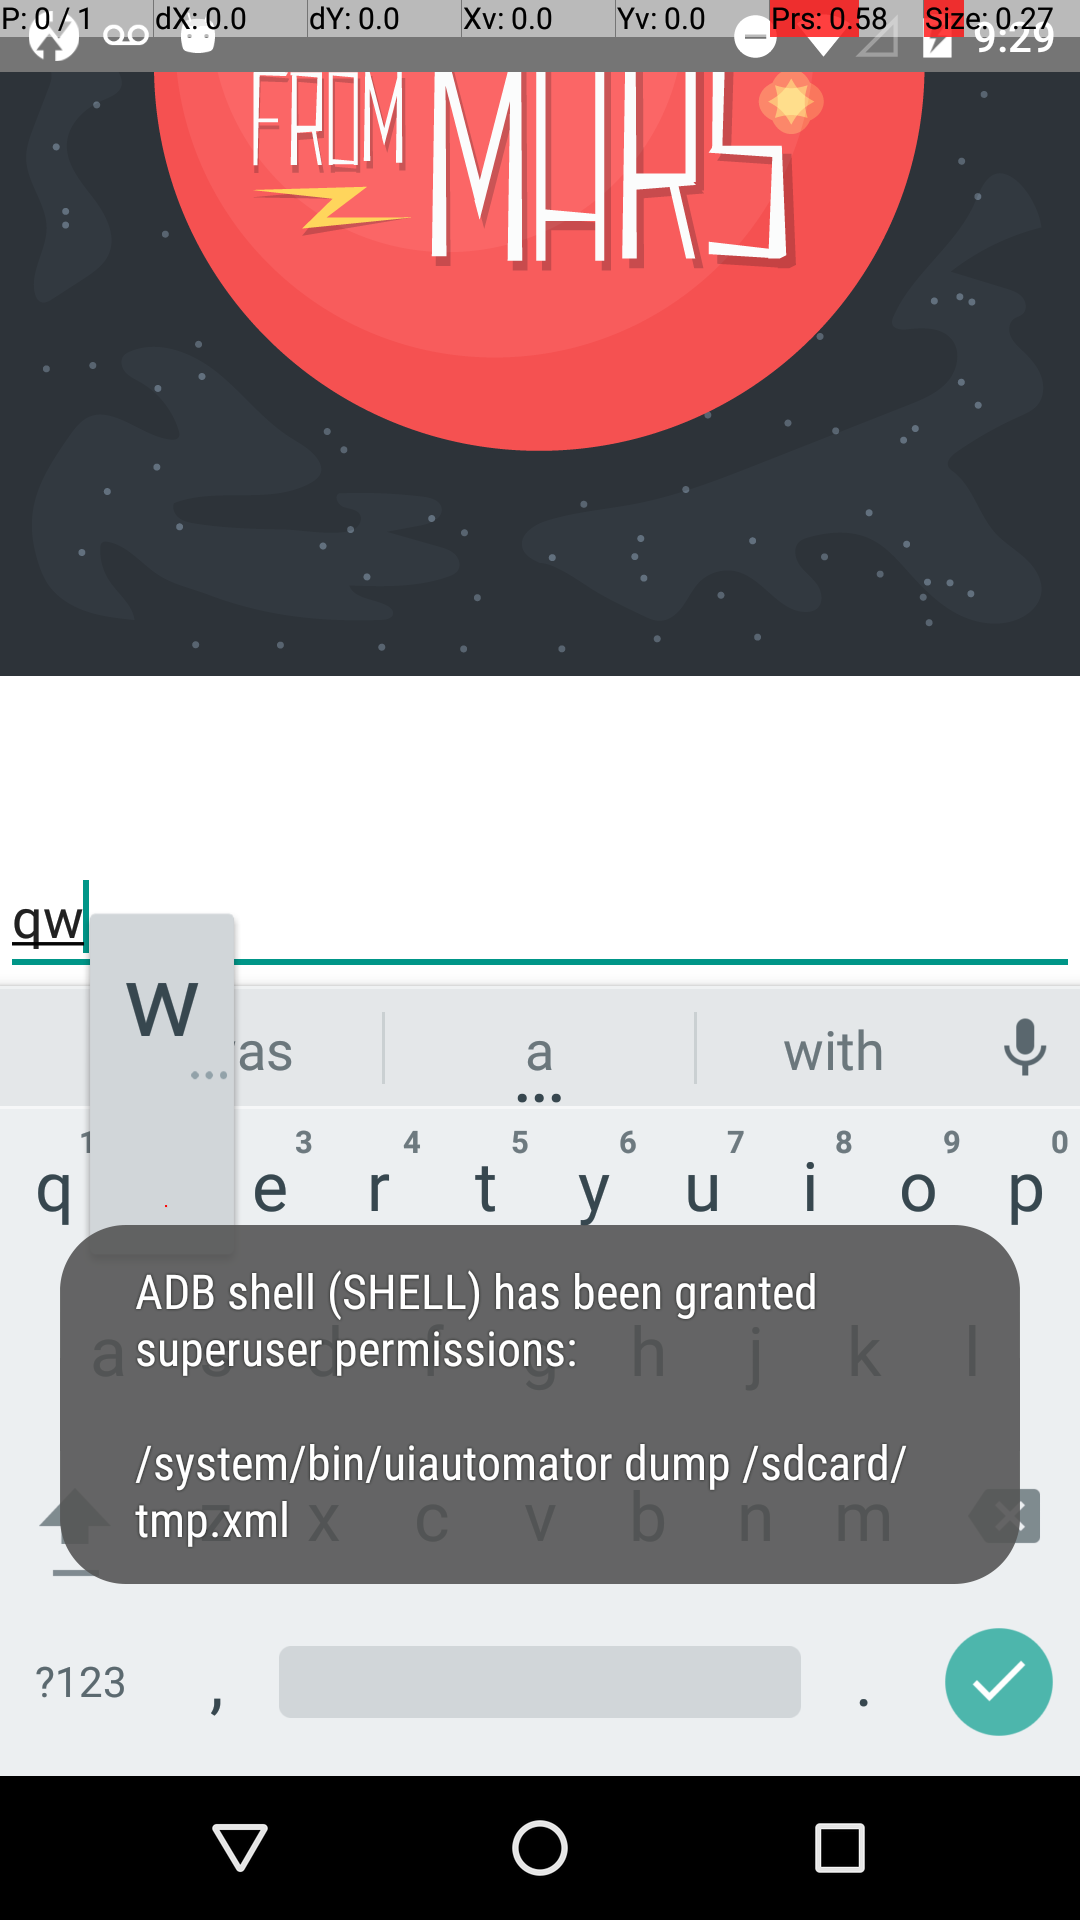 P: 0 / 1 dX: 0.0 dY: 0.0 Xv: 0.0 Yv: 0.0 Prs: 0.58 Size: 0.27
9:29
FROM MARS
qw
w
a with
1 3 4 5 6 7 8 9 0
q e r t y u i o p
ADB shell (SHELL) has been granted
superuser permissions:
a s d f g h j k l
/system/bin/uiautomator dump /sdcard/
tmp.xml
z x c v b n m
?123 , .